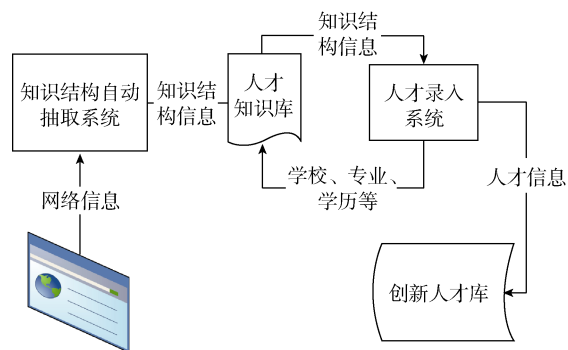 知识结
构信息
知识结构自动
抽取系统
知识结
构信息
人才
知识库
人才录入
系统
学校、专业、
学历等
人才信息
网络信息
创新人才库